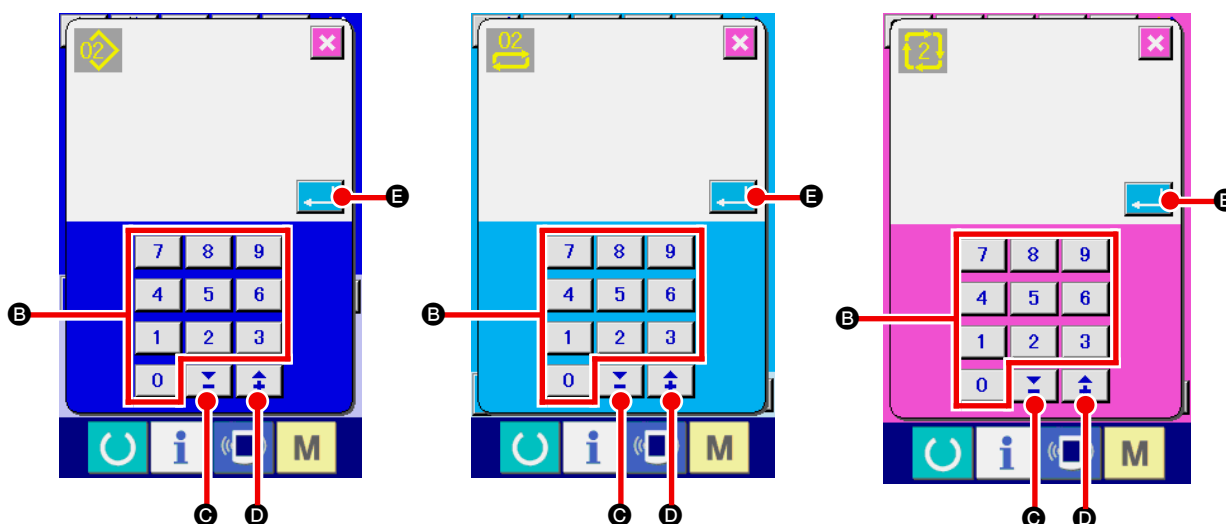 02 02 2
E E E
7 8 9 7 8 9 7 8 9
B 4 5 6 B 4 5 6 B 4 5 6
1 2 3 1 2 3 1 2 3
0 0 0
i M i M i M
C D C D C D